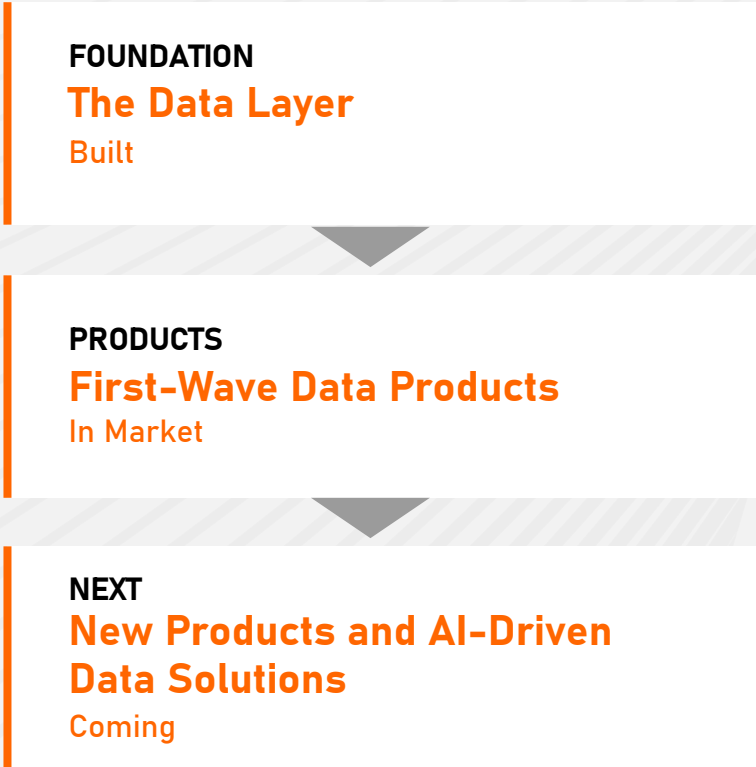 FOUNDATION
The Data Layer
Built
PRODUCTS
First-Wave Data Products
In Market
NEXT
New Products and AI-Driven
Data Solutions
Coming